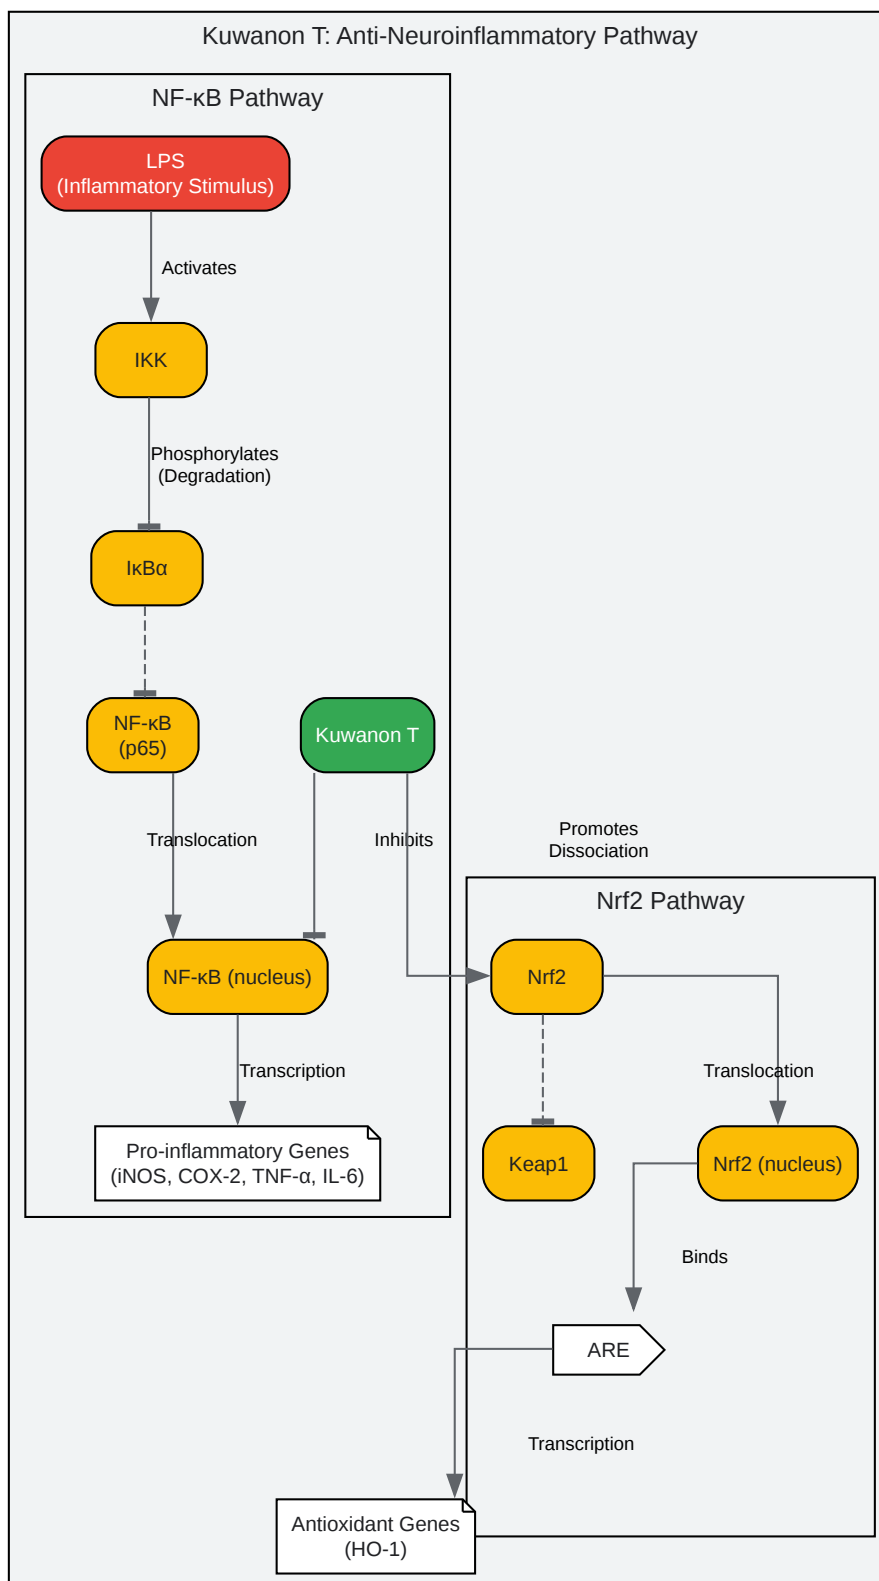 Kuwanon T: Anti-Neuroinflammatory Pathway
NF-κB Pathway
LPS
(Inflammatory Stimulus)
Activates
IKK
Phosphorylates
(Degradation)
IκBα
NF-κB
(p65)
Kuwanon T
Translocation
Inhibits
Promotes
Dissociation
Nrf2 Pathway
NF-κB (nucleus)
Nrf2
Transcription
Translocation
Pro-inflammatory Genes
(iNOS, COX-2, TNF-α, IL-6)
Keap1
Nrf2 (nucleus)
Binds
ARE
Transcription
Antioxidant Genes
(HO-1)